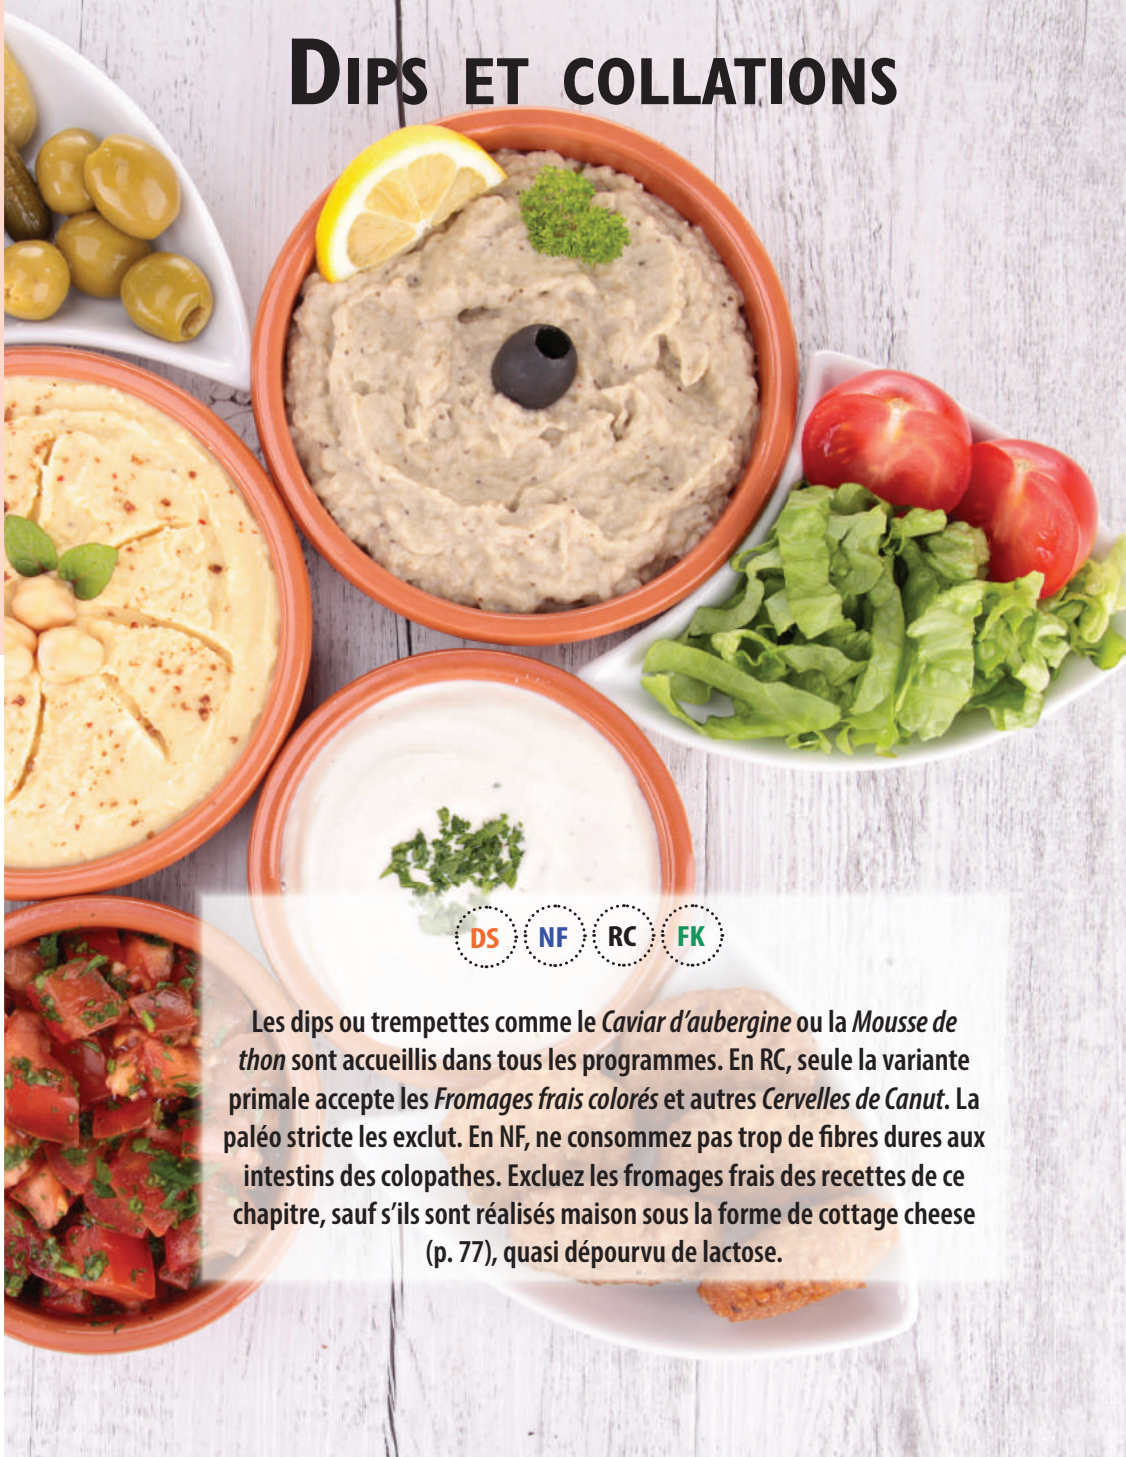 Dips et collations
DS NF RC FK
Les dips ou trempettes comme le Caviar d’aubergine ou la Mousse de
thon sont accueillis dans tous les programmes. En RC, seule la variante
primale accepte les Fromages frais colorés et autres Cervelles de Canut. La
paléo stricte les exclut. En NF, ne consommez pas trop de fibres dures aux
intestins des colopathes. Excluez les fromages frais des recettes de ce
chapitre, sauf s’ils sont réalisés maison sous la forme de cottage cheese
(p. 77), quasi dépourvu de lactose.